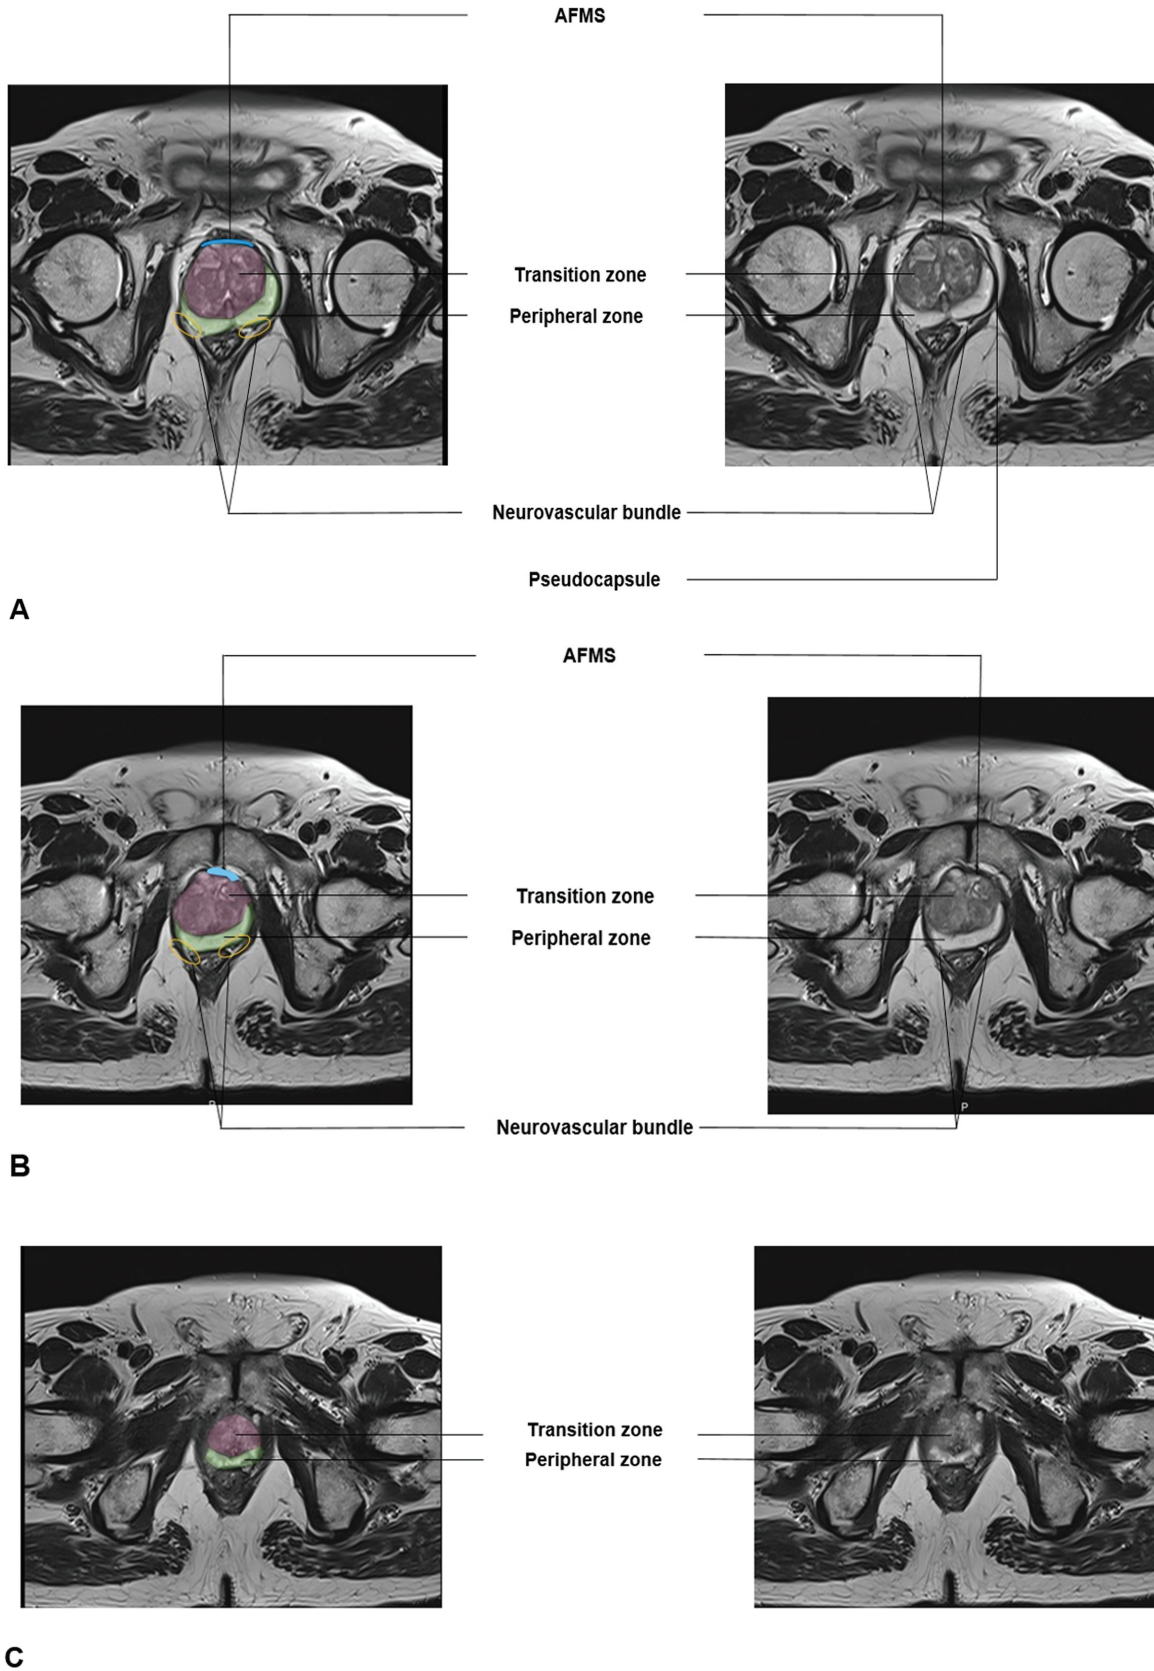 AFMS
Transition zone
Peripheral zone
Neurovascular bundle
Pseudocapsule
A
AFMS
Transition zone
Peripheral zone
Neurovascular bundle
P
B
Transition zone
Peripheral zone
C